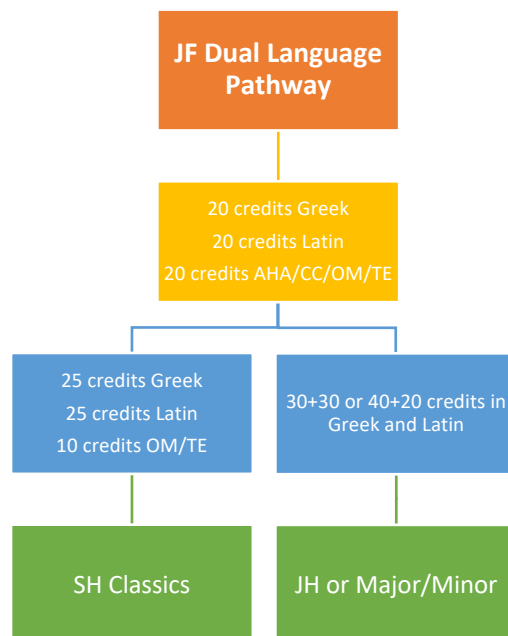 JF Dual Language
Pathway
20 credits Greek
20 credits Latin
20 credits AHA/CC/OM/TE
25 credits Greek
25 credits Latin
10 credits OM/TE
30+30 or 40+20 credits in
Greek and Latin
SH Classics
JH or Major/Minor